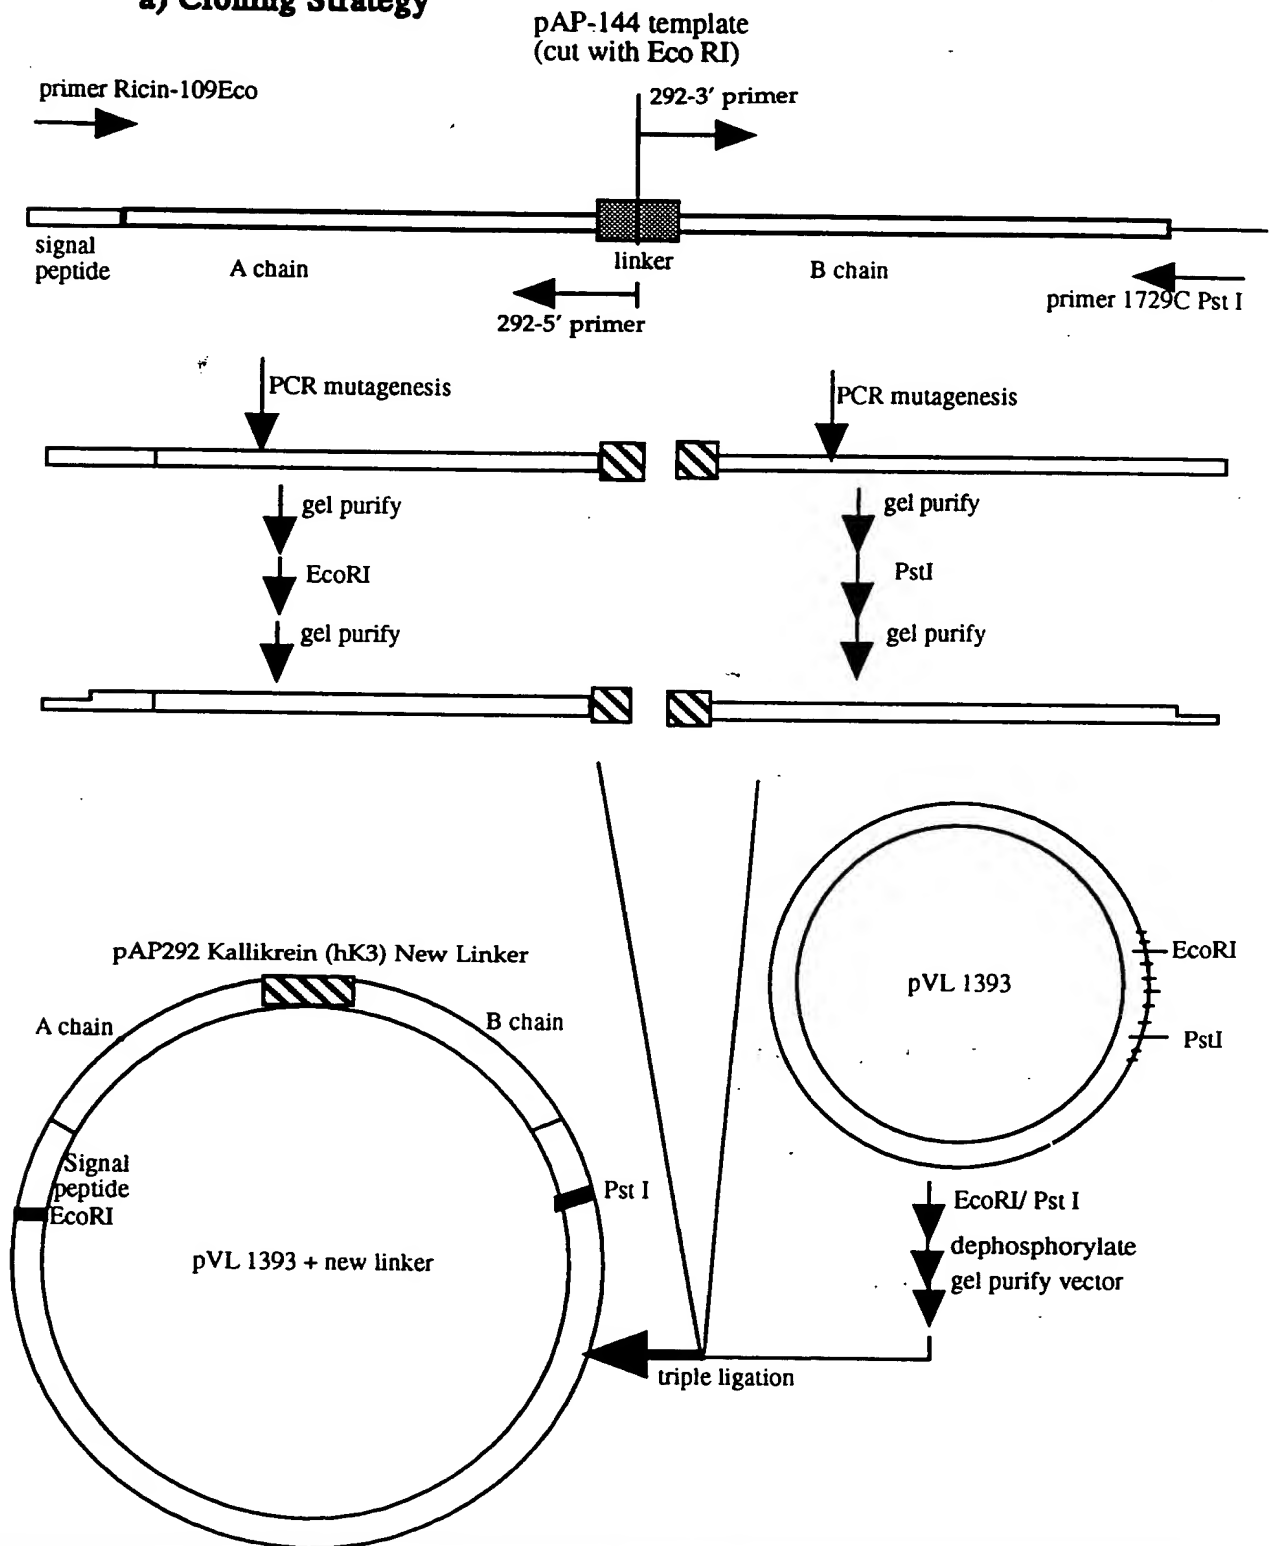 a) Cloning Strategy
pAP-144 template
(cut with Eco RI)
primer Ricin-109Eco
292-3' primer
signal
peptide
A chain
linker
B chain
292-5' primer
primer 1729C Pst I
PCR mutagenesis
PCR mutagenesis
gel purify
gel purify
EcoRI
PstI
gel purify
gel purify
pAP292 Kallikrein (hK3) New Linker
A chain
B chain
pVL 1393
EcoRI
PstI
Signal
peptide
EcoRI
Pst I
pVL 1393 + new linker
EcoRI/ Pst I
dephosphorylate
gel purify vector
triple ligation